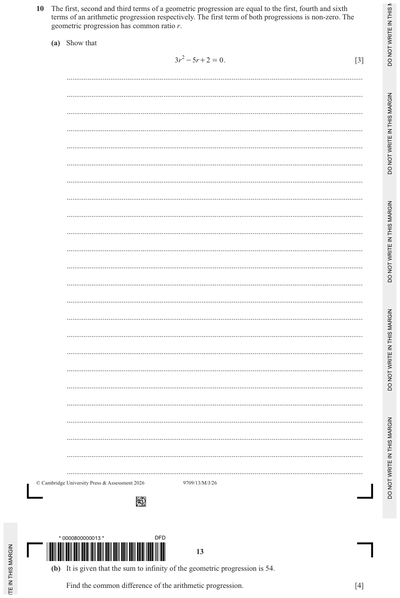 10 The first, second and third terms of a geometric progression are equal to the first, fourth and sixth
terms of an arithmetic progression respectively. The first term of both progressions is non-zero. The
geometric progression has common ratio r.
(a) Show that
3r² − 5r + 2 = 0. [3]
© Cambridge University Press & Assessment 2026 9709/13/M/J/26
DO NOT WRITE IN THIS MARGIN
DO NOT WRITE IN THIS MARGIN
DO NOT WRITE IN THIS MARGIN
DO NOT WRITE IN THIS MARGIN
DO NOT WRITE IN THIS M
* 0000800000013 * DFD
13
(b) It is given that the sum to infinity of the geometric progression is 54.
Find the common difference of the arithmetic progression. [4]
TE IN THIS MARGIN